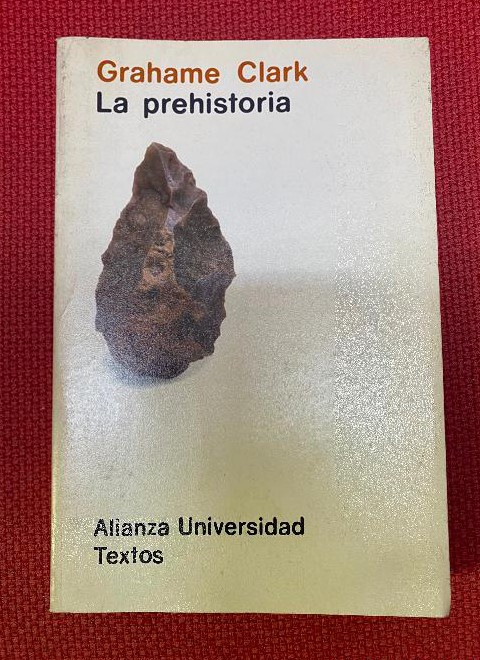 Grahame Clark
La prehistoria
Alianza Universidad
Textos